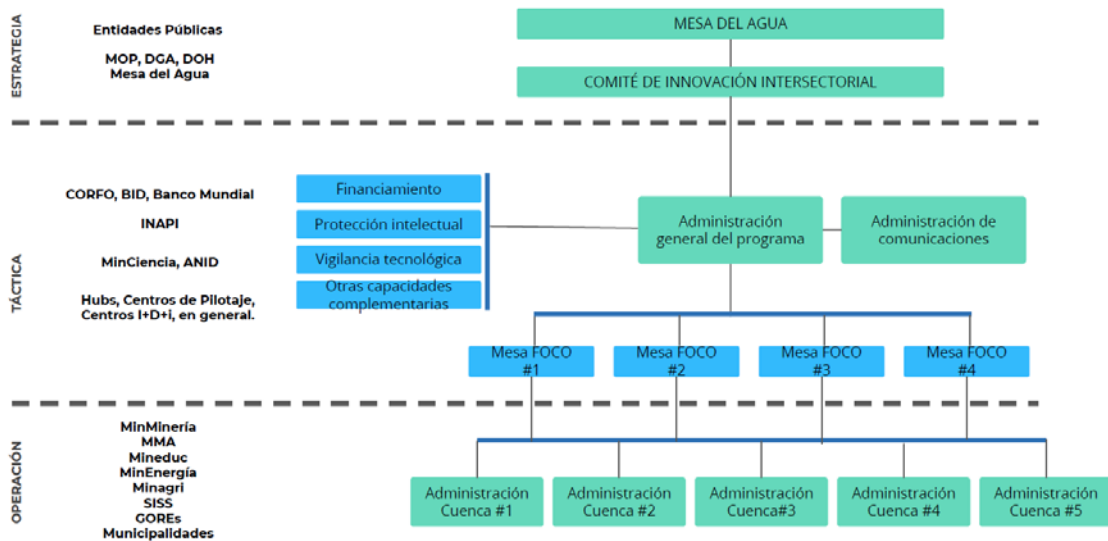 ESTRATEGIA
Entidades Públicas
MOP, DGA, DOH
Mesa del Agua
MESA DEL AGUA
COMITÉ DE INNOVACIÓN INTERSECTORIAL
TÁCTICA
CORFO, BID, Banco Mundial
INAPI
MinCiencia, ANID
Hubs, Centros de Pilotaje,
Centros I+D+i, en general.
Financiamiento
Protección intelectual
Vigilancia tecnológica
Otras capacidades
complementarias
Administración
general del programa
Administración de
comunicaciones
Mesa FOCO
#1
Mesa FOCO
#2
Mesa FOCO
#3
Mesa FOCO
#4
OPERACIÓN
MinMinería
MMA
Mineduc
MinEnergía
Minagri
SISS
GOREs
Municipalidades
Administración
Cuenca #1
Administración
Cuenca #2
Administración
Cuenca#3
Administración
Cuenca #4
Administración
Cuenca #5